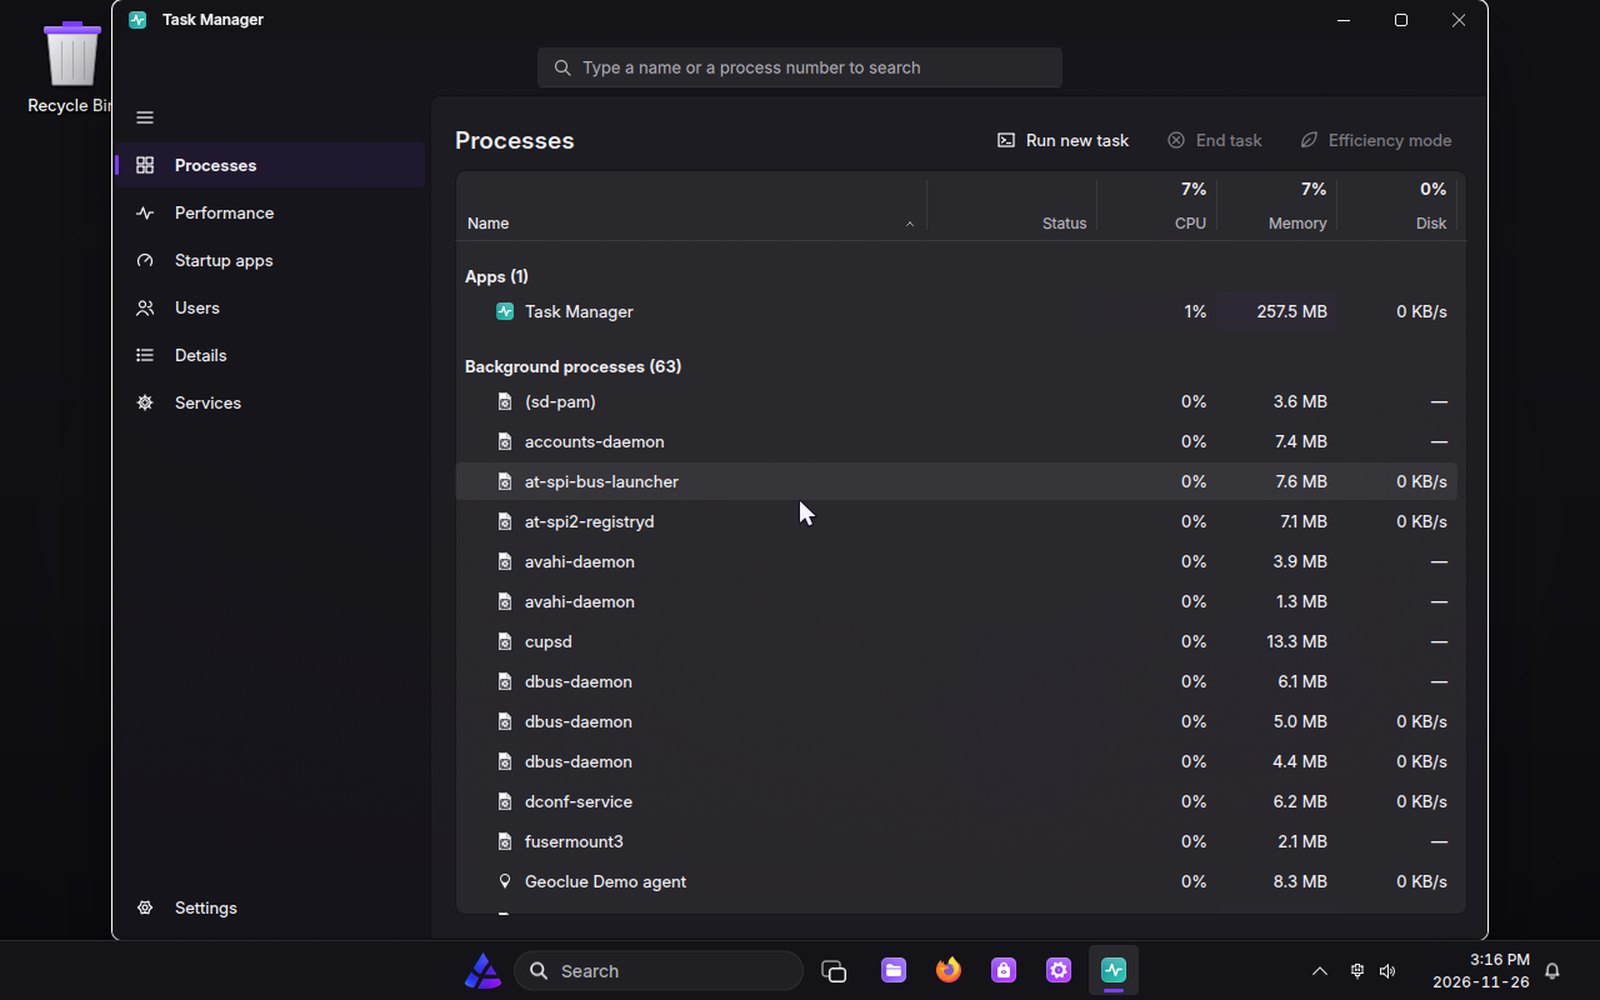 Task Manager
Recycle Bin
Type a name or a process number to search
Processes
Performance
Startup apps
Users
Details
Services
Settings
Processes
Run new task
End task
Efficiency mode
7% 7% 0%
Name Status CPU Memory Disk
Apps (1)
Task Manager 1% 257.5 MB 0 KB/s
Background processes (63)
(sd-pam) 0% 3.6 MB —
accounts-daemon 0% 7.4 MB —
at-spi-bus-launcher 0% 7.6 MB 0 KB/s
at-spi2-registryd 0% 7.1 MB 0 KB/s
avahi-daemon 0% 3.9 MB —
avahi-daemon 0% 1.3 MB —
cupsd 0% 13.3 MB —
dbus-daemon 0% 6.1 MB —
dbus-daemon 0% 5.0 MB 0 KB/s
dbus-daemon 0% 4.4 MB 0 KB/s
dconf-service 0% 6.2 MB 0 KB/s
fusermount3 0% 2.1 MB —
Geoclue Demo agent 0% 8.3 MB 0 KB/s
Search
3:16 PM
2026-11-26